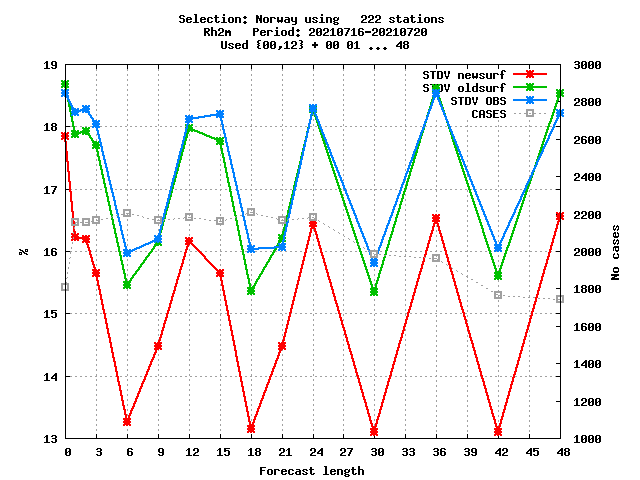 Selection: Norway using   222 stations
Rh2m   Period: 20210716-20210720
Used {00,12} + 00 01 ... 48
STDV newsurf
STDV oldsurf
STDV OBS
CASES
%
19
18
17
16
15
14
13
3000
2800
2600
2400
2200
2000
1800
1600
1400
1200
1000
No cases
0 3 6 9 12 15 18 21 24 27 30 33 36 39 42 45 48
Forecast length